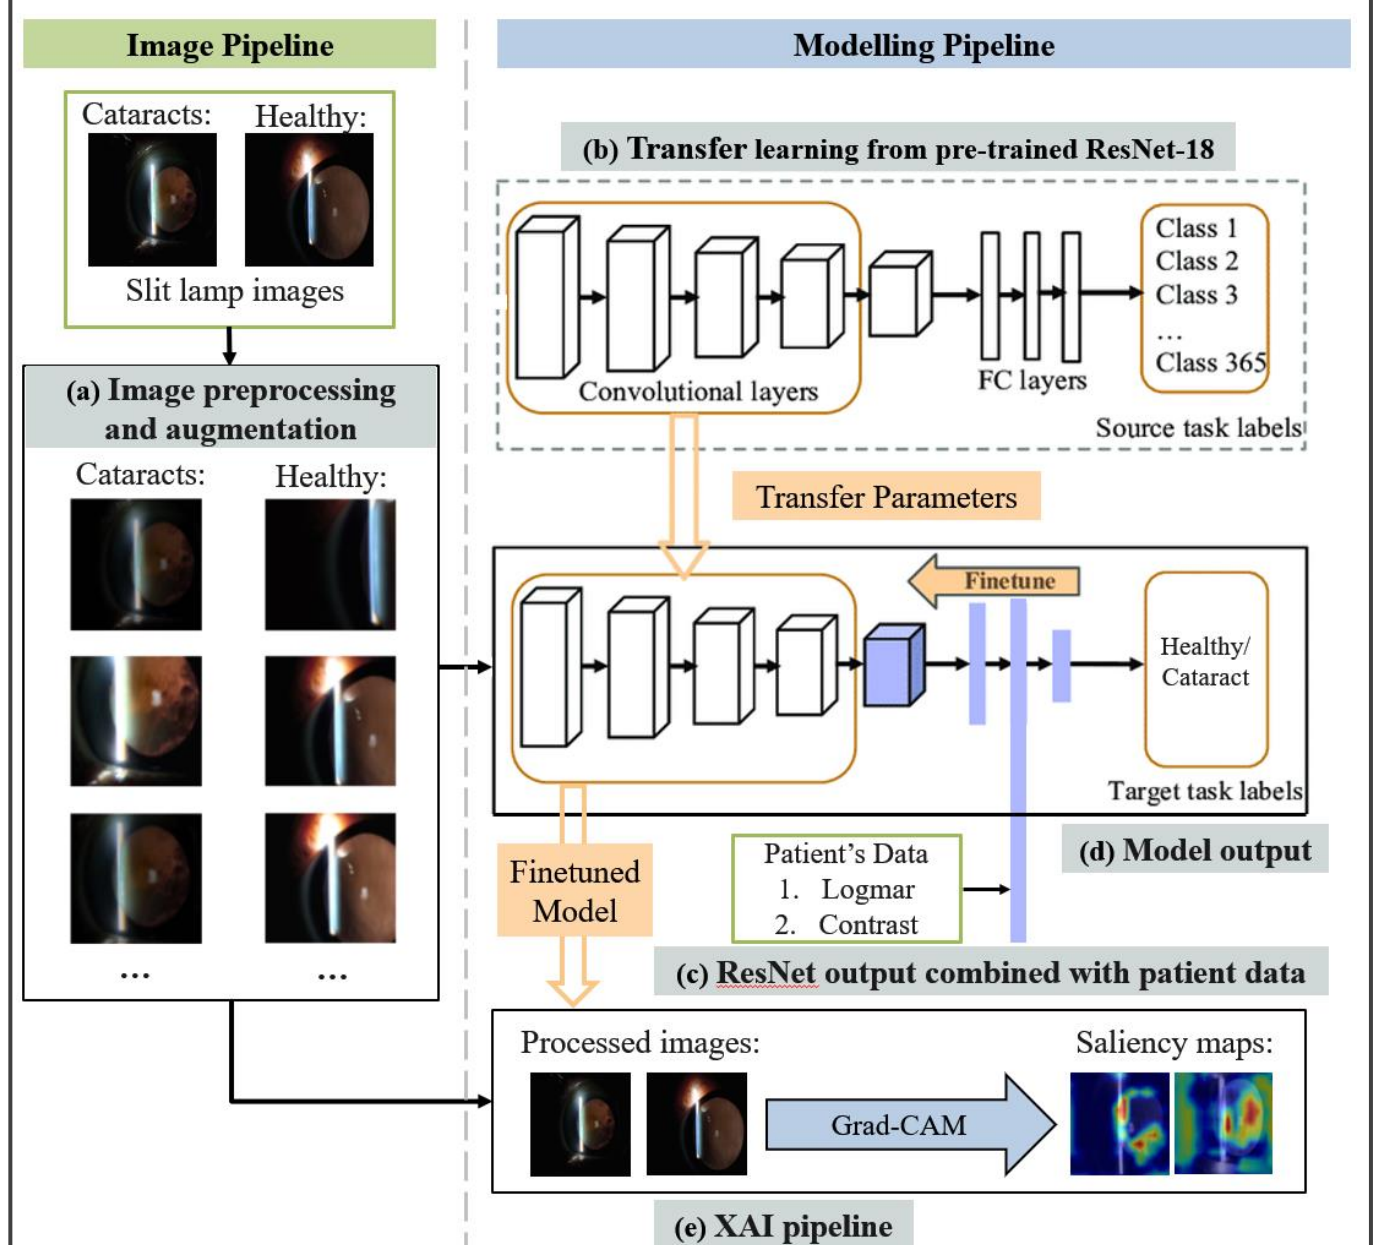 Image Pipeline
Cataracts:
Healthy:
Slit lamp images
(a) Image preprocessing
and augmentation
Cataracts:
Healthy:
...
...
Modelling Pipeline
(b) Transfer learning from pre-trained ResNet-18
Convolutional layers
FC layers
Class 1
Class 2
Class 3
...
Class 365
Source task labels
Transfer Parameters
Finetune
Healthy/
Cataract
Target task labels
(d) Model output
Finetuned
Model
Patient's Data
1. Logmar
2. Contrast
(c) ResNet output combined with patient data
Processed images:
Grad-CAM
Saliency maps:
(e) XAI pipeline